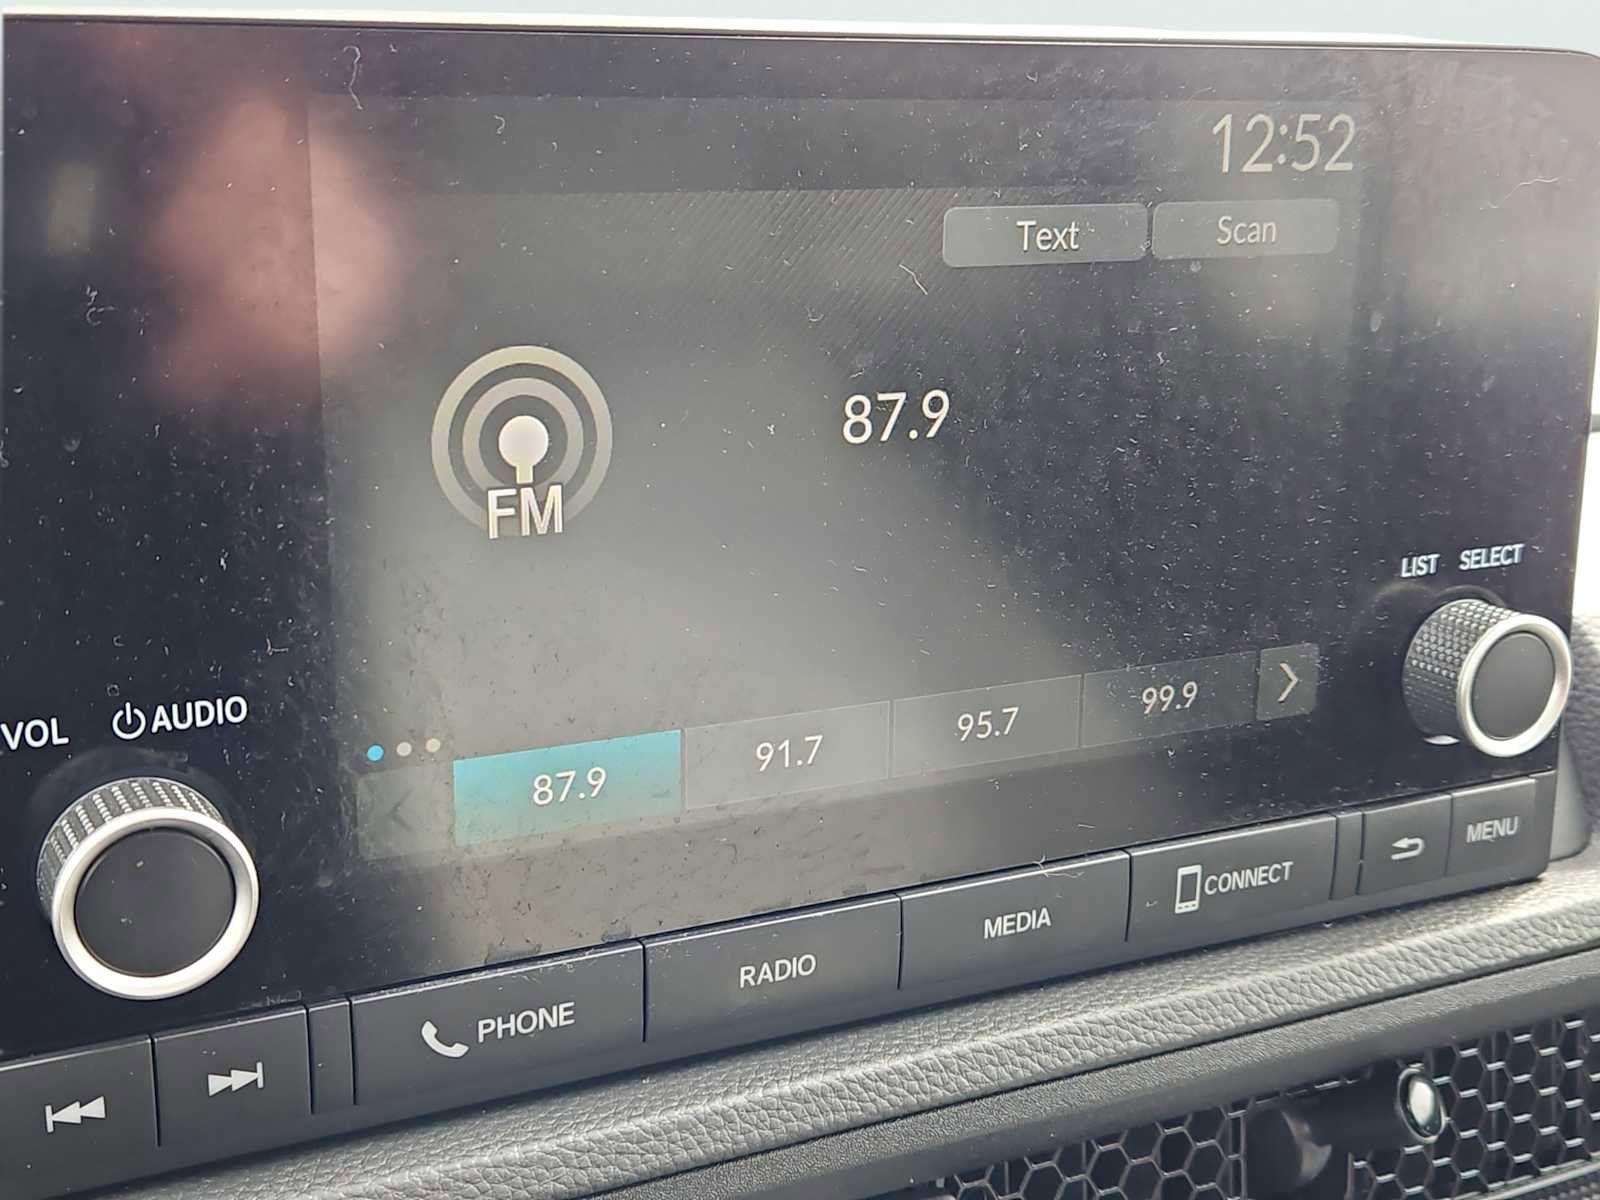 12:52
Text Scan
87.9
FM
LIST SELECT
VOL AUDIO
87.9 91.7 95.7 99.9
PHONE RADIO MEDIA CONNECT MENU